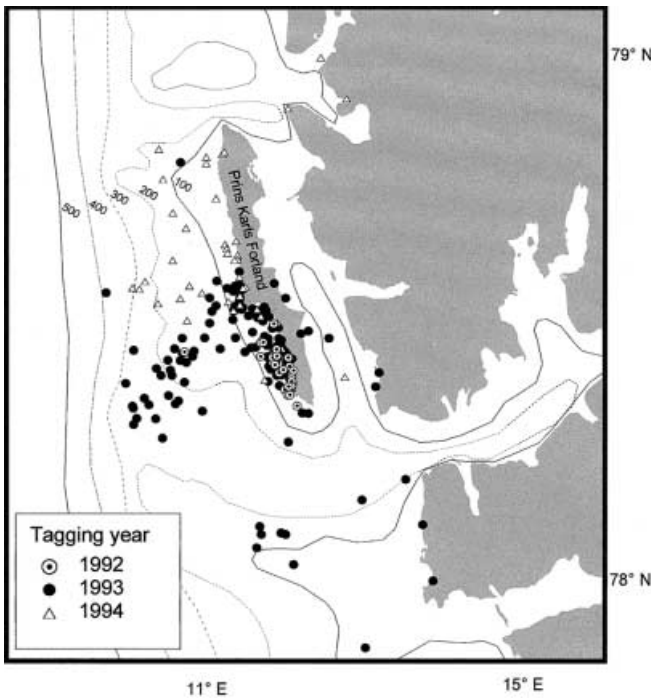 79° N
Prins Karls Forland
500
400
300
200
100
Tagging year
1992
1993
1994
78° N
11° E
15° E